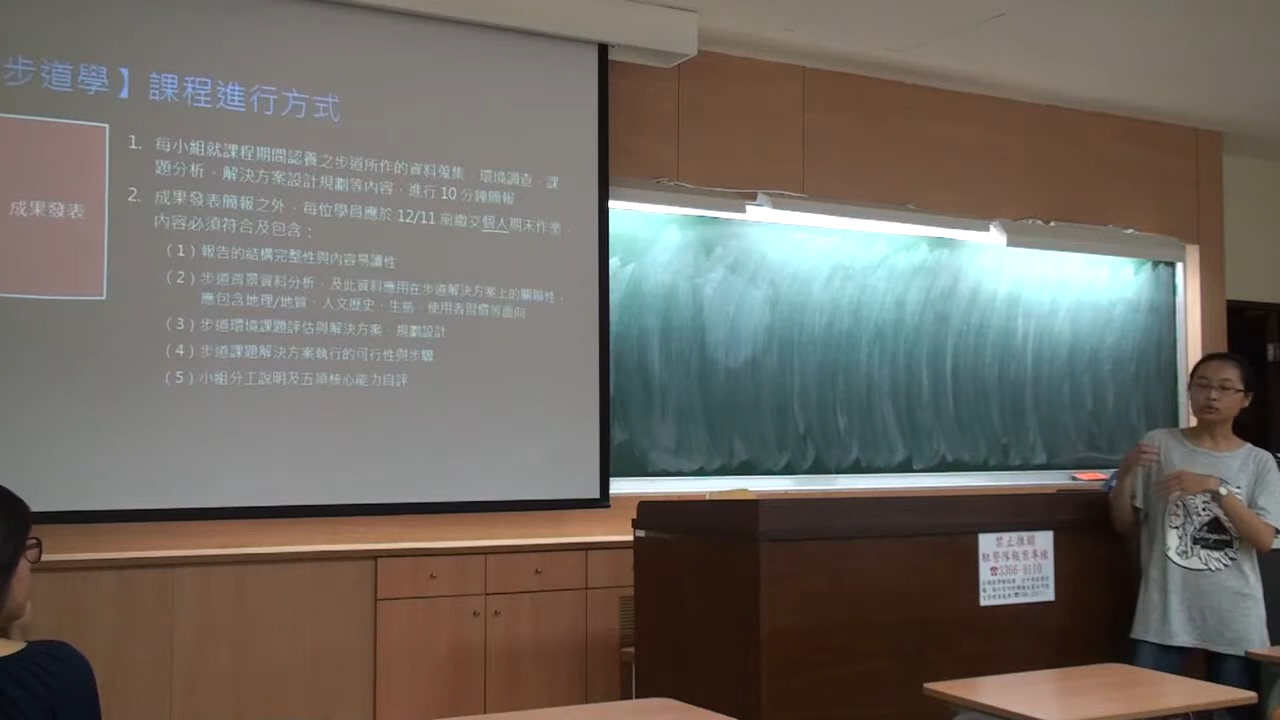 步道學】課程進行方式
成果發表
1. 每小組就課程期間認養之步道所作的資料蒐集、環境調查、課
題分析、解決方案設計規劃等內容，進行 10 分鐘簡報
2. 成果發表簡報之外，每位學員應於 12/11 前繳交個人期末作業，
內容必須符合及包含：
（1）報告的結構完整性與內容易讀性
（2）步道背景資料分析，及此資料應用在步道解決方案上的關聯性，
應包含地理/地質、人文歷史、生態、使用者習慣等面向
（3）步道環境課題評估與解決方案、規劃設計
（4）步道課題解決方案執行的可行性與步驟
（5）小組分工說明及五項核心能力自評
禁止推銷
駐警隊報案專線
☎3366-9110